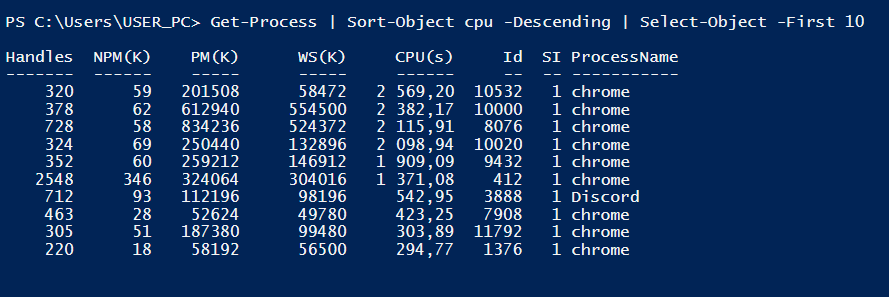 PS C:\Users\USER_PC> Get-Process | Sort-Object cpu -Descending | Select-Object -First 10
Handles NPM(K) PM(K) WS(K) CPU(s) Id SI ProcessName
------- ------ ----- ----- ------ -- -- -----------
320 59 201508 58472 2 569,20 10532 1 chrome
378 62 612940 554500 2 382,17 10000 1 chrome
728 58 834236 524372 2 115,91 8076 1 chrome
324 69 250440 132896 2 098,94 10020 1 chrome
352 60 259212 146912 1 909,09 9432 1 chrome
2548 346 324064 304016 1 371,08 412 1 chrome
712 93 112196 98196 542,95 3888 1 Discord
463 28 52624 49780 423,25 7908 1 chrome
305 51 187380 99480 303,89 11792 1 chrome
220 18 58192 56500 294,77 1376 1 chrome